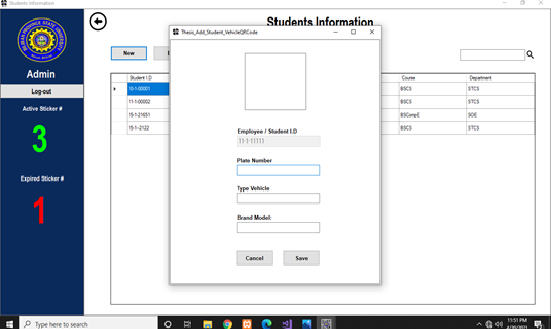 Students Information
Students Information
Thesis_Add_Student_VehicleQRCode
New
Admin
Log-out
Active Sticker #
3
Expired Sticker #
1
Student I.D
Course
Department
10-1-00001
BSCS
STCS
11-1-00002
BSCS
STCS
15-1-21651
BSCompE
SOE
15-1--2122
BSCS
STCS
Employee / Student I.D
11-1-11111
Plate Number
Type Vehicle
Brand Model:
Cancel
Save
Type here to search
11:51 PM